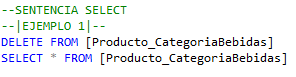 --SENTENCIA SELECT
--|EJEMPLO 1|--
DELETE FROM [Producto_CategoriaBebidas]
SELECT * FROM [Producto_CategoriaBebidas]